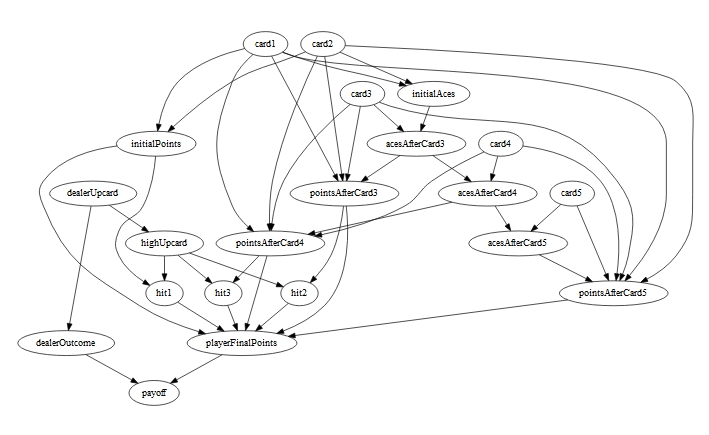 card1
card2
card3
initialAces
initialPoints
acesAfterCard3
card4
dealerUpcard
pointsAfterCard3
acesAfterCard4
card5
highUpcard
pointsAfterCard4
acesAfterCard5
hit1
hit3
hit2
pointsAfterCard5
dealerOutcome
playerFinalPoints
payoff